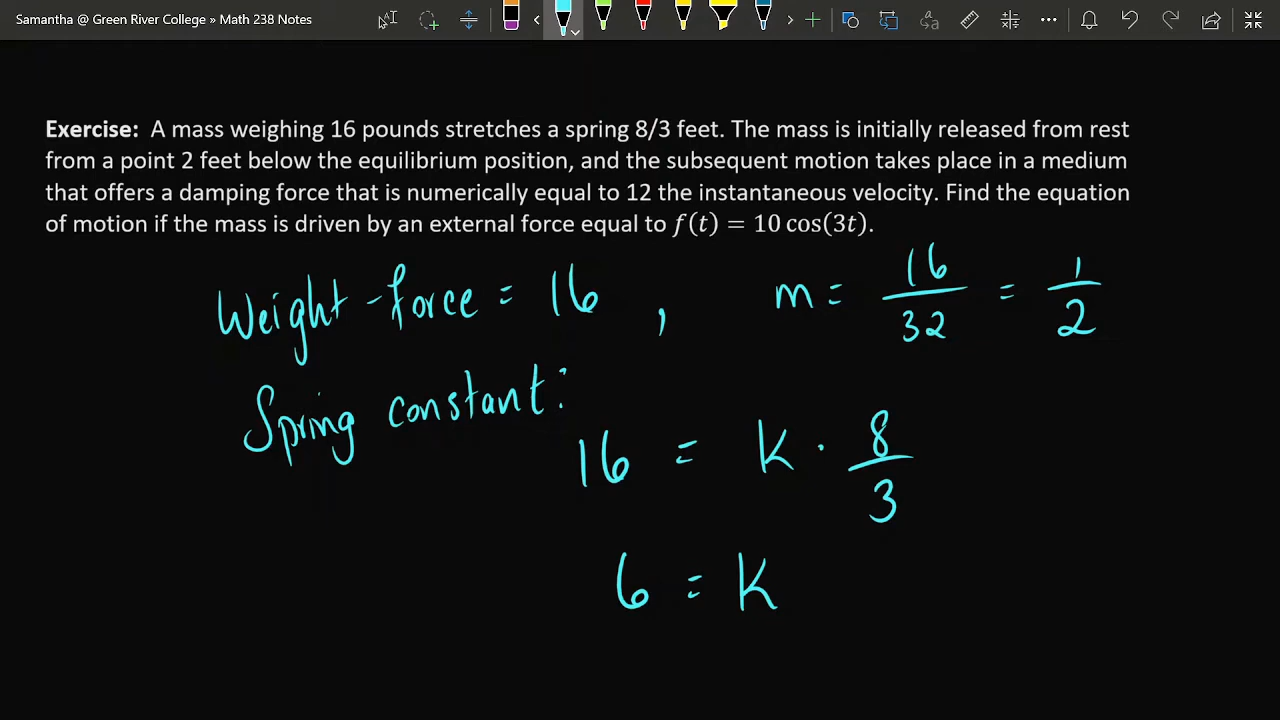 Samantha @ Green River College » Math 238 Notes
Exercise: A mass weighing 16 pounds stretches a spring 8/3 feet. The mass is initially released from rest
from a point 2 feet below the equilibrium position, and the subsequent motion takes place in a medium
that offers a damping force that is numerically equal to 12 the instantaneous velocity. Find the equation
of motion if the mass is driven by an external force equal to f(t) = 10 cos(3t).
Weight-force = 16 , m = 16/32 = 1/2
Spring constant:
16 = K · 8/3
6 = K